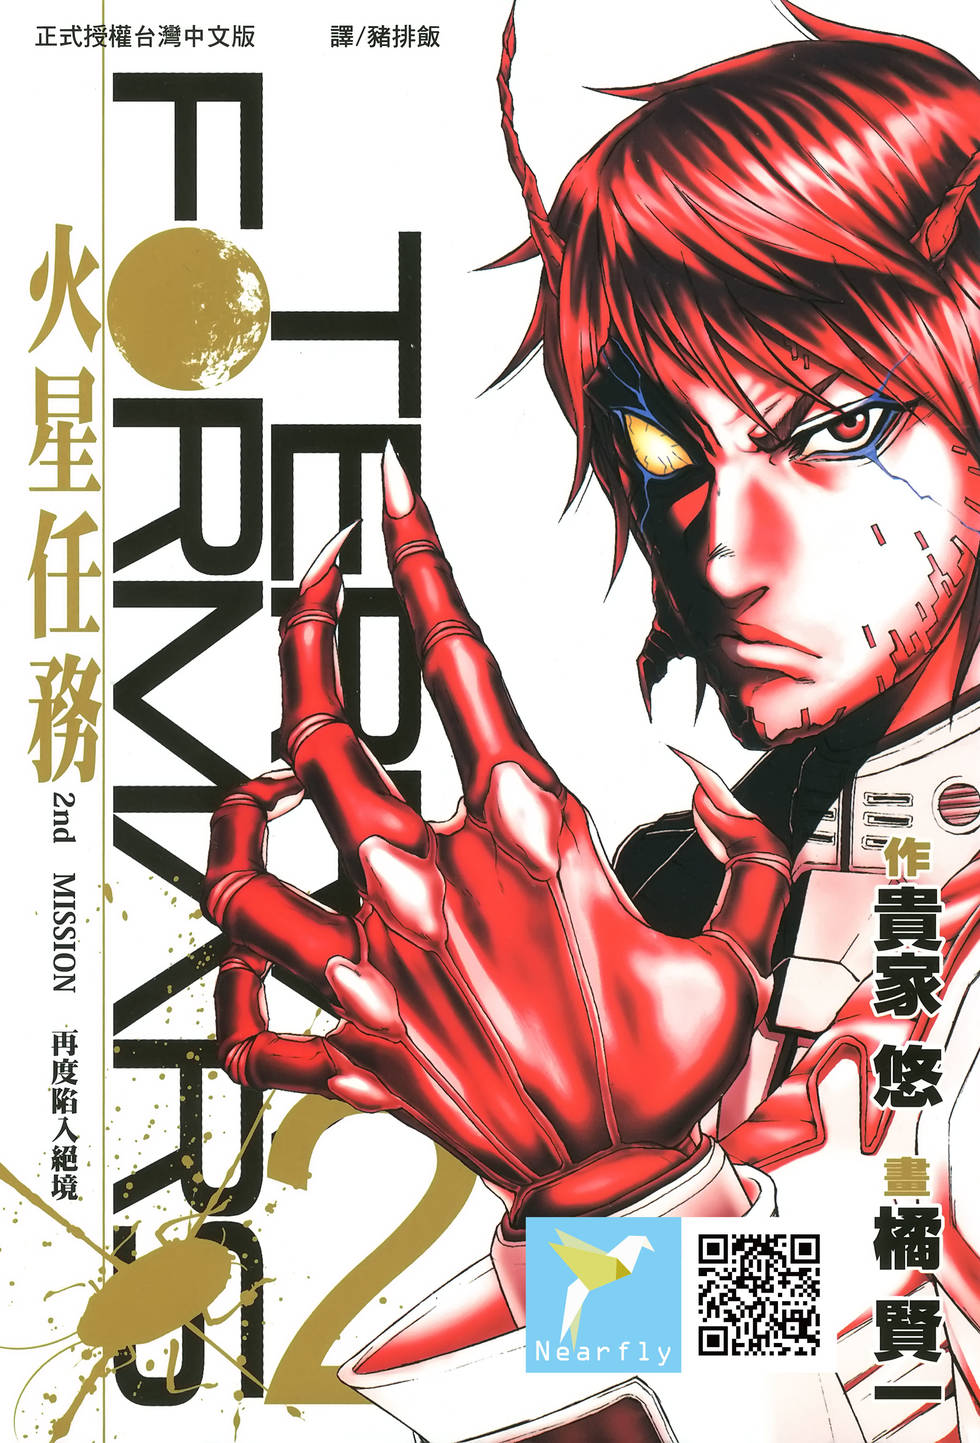 正式授權台灣中文版
譯/豬排飯
TERRA
FORMARS
2
火星任務
2nd MISSION 再度陷入絕境
作
貴家 悠
畫
橘 賢一
Nearfly